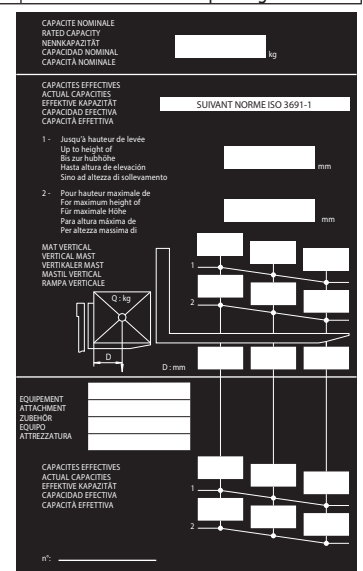 CAPACITE NOMINALE
RATED CAPACITY
NENNKAPAZITÄT
CAPACIDAD NOMINAL
CAPACITÀ NOMINALE
kg
CAPACITES EFFECTIVES
ACTUAL CAPACITIES
EFFEKTIVE KAPAZITÄT
CAPACIDAD EFECTIVA
CAPACITÀ EFFETTIVA
SUIVANT NORME ISO 3691-1
1 - Jusqu'à hauteur de levée
Up to height of
Bis zur hubhöhe
Hasta altura de elevación
Sino ad altezza di sollevamento
mm
2 - Pour hauteur maximale de
For maximum height of
Für maximale Höhe
Para altura máxima de
Per altezza massima di
mm
MAT VERTICAL
VERTICAL MAST
VERTIKALER MAST
MASTIL VERTICAL
RAMPA VERTICALE
1
2
Q : kg
D
D : mm
EQUIPEMENT
ATTACHMENT
ZUBEHÖR
EQUIPO
ATTREZZATURA
CAPACITES EFFECTIVES
ACTUAL CAPACITIES
EFFEKTIVE KAPAZITÄT
CAPACIDAD EFECTIVA
CAPACITÀ EFFETTIVA
1
2
n°: